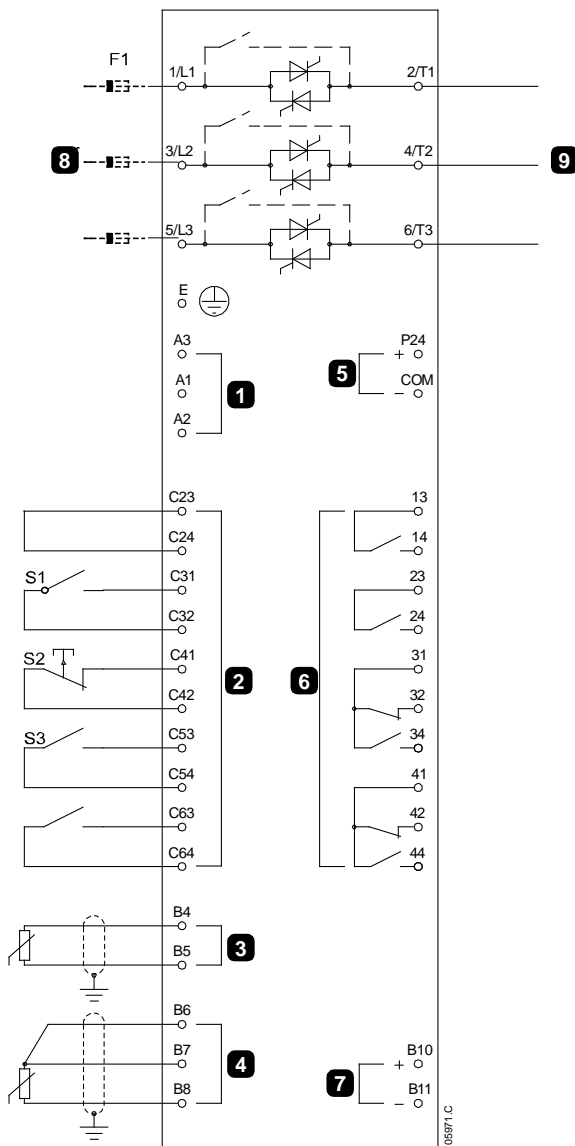 F1
1/L1 2/T1
8 3/L2 4/T2 9
5/L3 6/T3
E
A3 P24
1 5 +
A1 COM
−
A2
C23 13
C24 14
S1 C31 23
C32 24
S2 C41 31
2 6
C42 32
S3 C53 34
C54 41
C63 42
C64 44
B4
3
B5
B6
B7 B10
4 7 +
B8 B11
−
05971.C